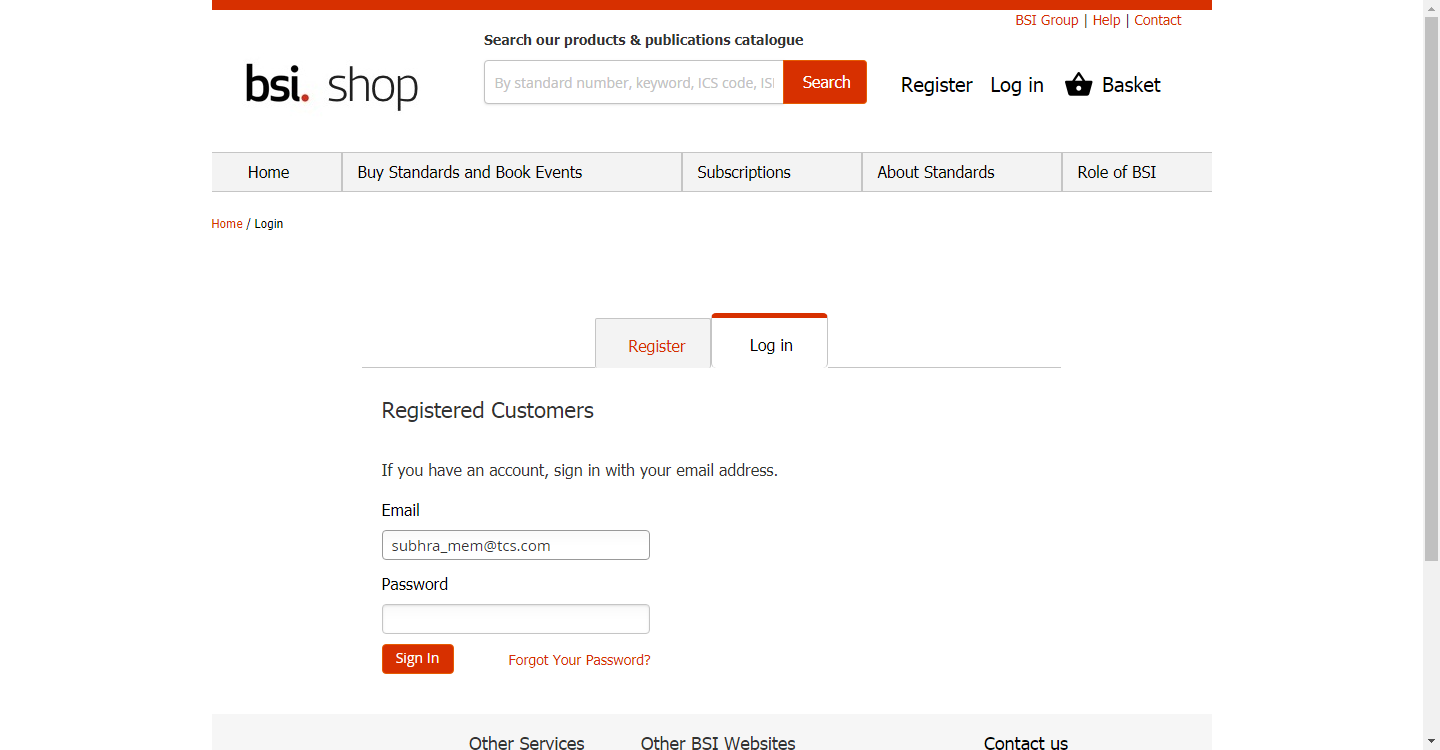 BSI Group | Help | Contact
Search our products & publications catalogue
bsi. shop
By standard number, keyword, ICS code, ISI
Search
Register
Log in
Basket
Home
Buy Standards and Book Events
Subscriptions
About Standards
Role of BSI
Home / Login
Register
Log in
Registered Customers
If you have an account, sign in with your email address.
Email
subhra_mem@tcs.com
Password
Sign In
Forgot Your Password?
Other Services
Other BSI Websites
Contact us